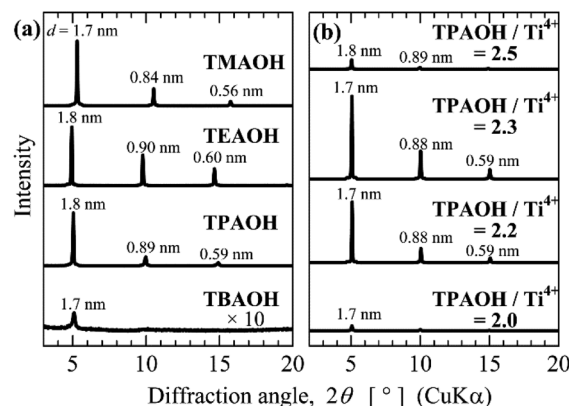 (a)
d = 1.7 nm
0.84 nm
TMAOH
0.56 nm
1.8 nm
TEAOH
0.90 nm
0.60 nm
1.8 nm
TPAOH
0.89 nm
0.59 nm
1.7 nm
TBAOH
× 10
5
10
15
20
(b)
TPAOH / Ti⁴⁺
= 2.5
1.8 nm
0.89 nm
TPAOH / Ti⁴⁺
= 2.3
1.7 nm
0.88 nm
0.59 nm
TPAOH / Ti⁴⁺
= 2.2
1.7 nm
0.88 nm
0.59 nm
TPAOH / Ti⁴⁺
= 2.0
1.7 nm
5
10
15
20
Intensity
Diffraction angle, 2θ [ ° ] (CuKα)